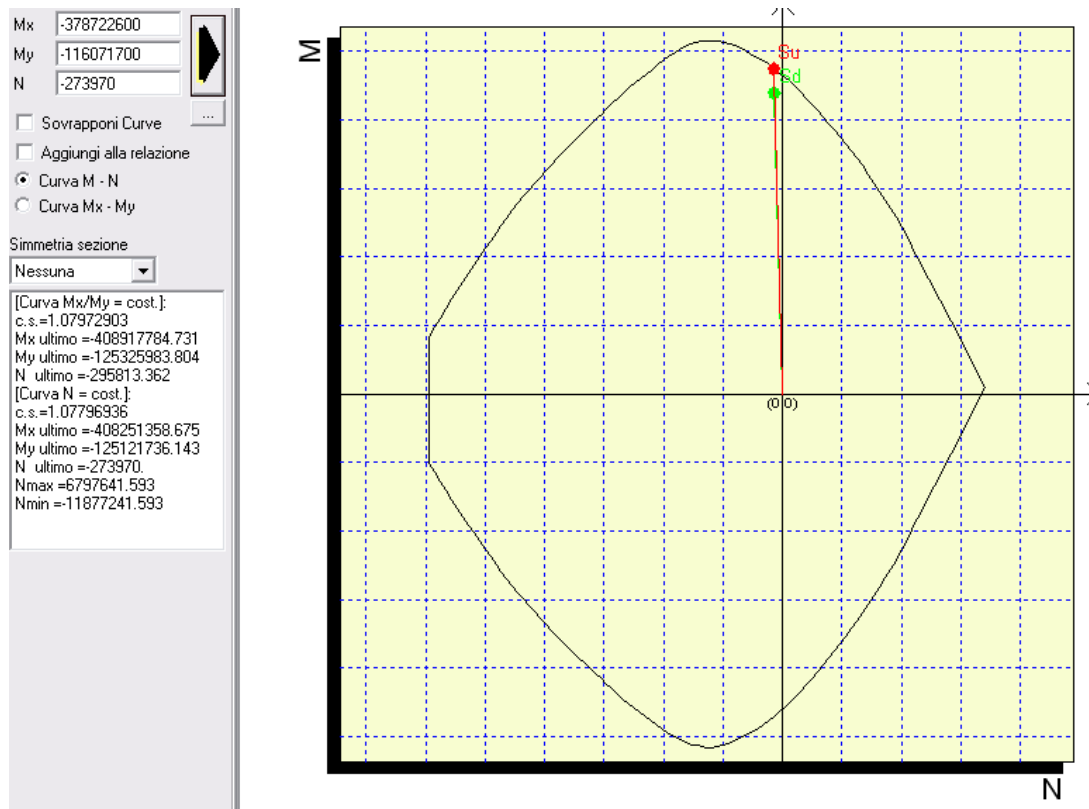 Mx -378722600
My -116071700
N -273970
...
Sovrapponi Curve
Aggiungi alla relazione
Curva M - N
Curva Mx - My
Simmetria sezione
Nessuna
[Curva Mx/My = cost.]:
c.s.=1.07972903
Mx ultimo =-408917784.731
My ultimo =-125325983.804
N ultimo =-295813.362
[Curva N = cost.]:
c.s.=1.07796936
Mx ultimo =-408251358.675
My ultimo =-125121736.143
N ultimo =-273970.
Nmax =6797641.593
Nmin =-11877241.593
M
Su
Sd
(0,0)
N